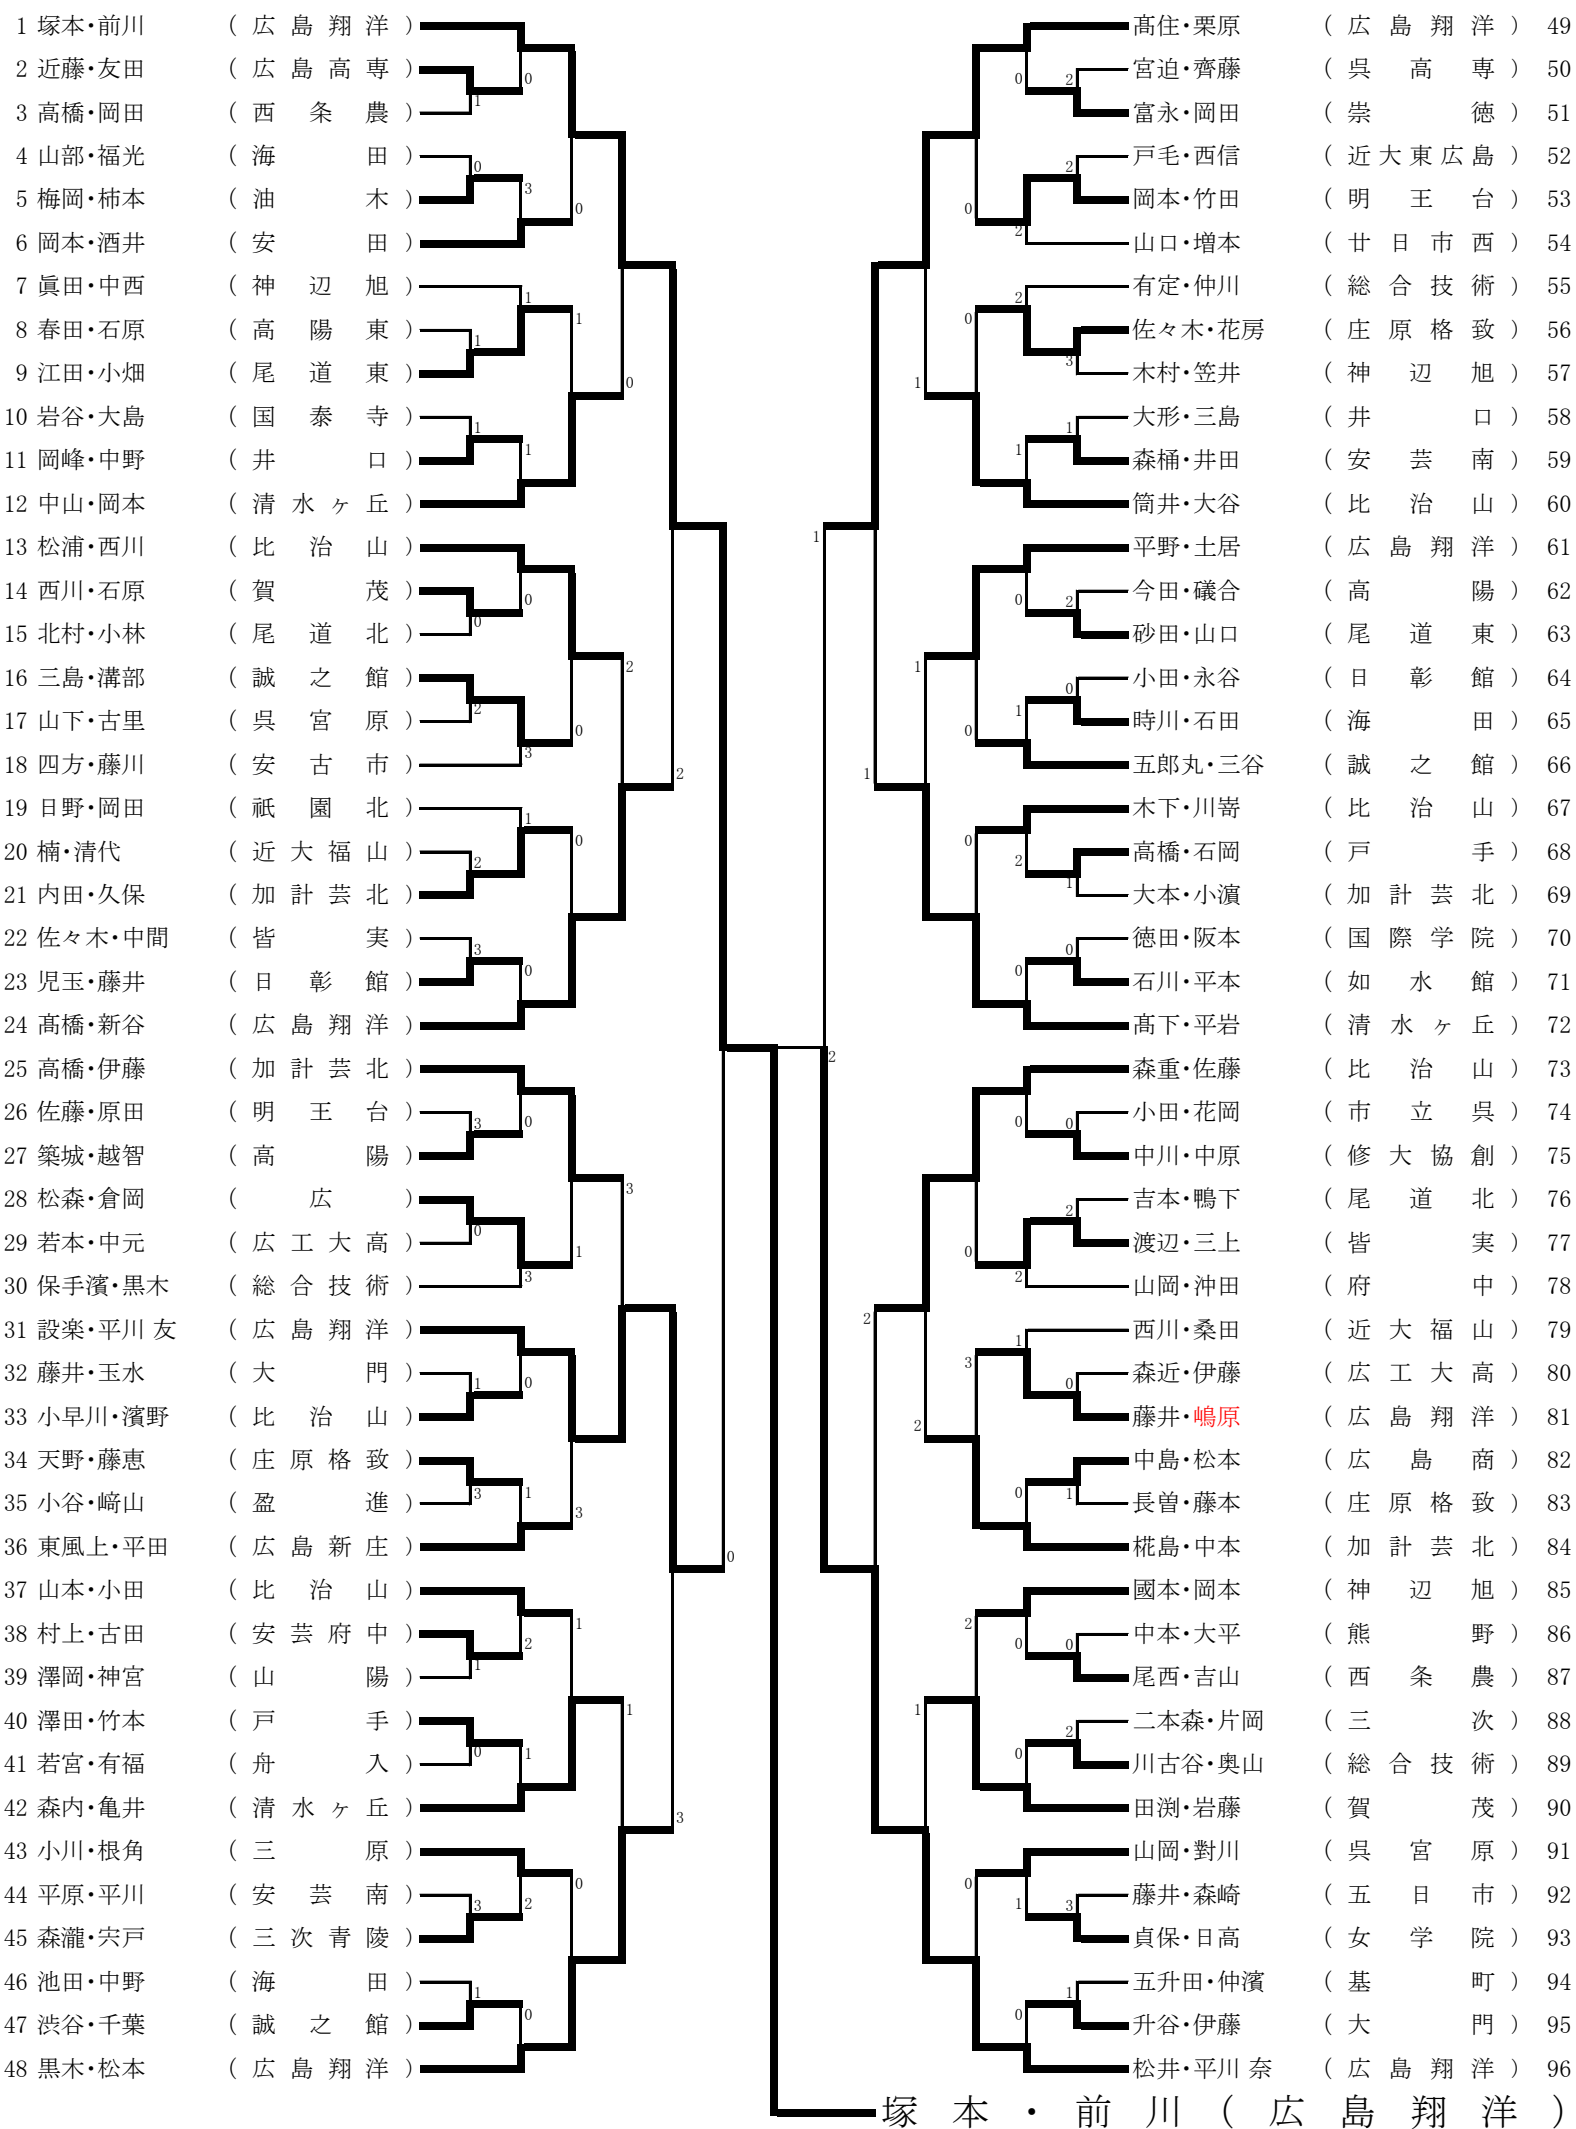 1 塚本・前川 (広島翔洋)
2 近藤・友田 (広島高専)
3 高橋・岡田 (西条農)
4 山部・福光 (海田)
5 梅岡・柿本 (油木)
6 岡本・酒井 (安田)
7 眞田・中西 (神辺旭)
8 春田・石原 (高陽東)
9 江田・小畑 (尾道東)
10 岩谷・大島 (国泰寺)
11 岡峰・中野 (井口)
12 中山・岡本 (清水ヶ丘)
13 松浦・西川 (比治山)
14 西川・石原 (賀茂)
15 北村・小林 (尾道北)
16 三島・溝部 (誠之館)
17 山下・古里 (呉宮原)
18 四方・藤川 (安古市)
19 日野・岡田 (祇園北)
20 楠・清代 (近大福山)
21 内田・久保 (加計芸北)
22 佐々木・中間 (皆実)
23 児玉・藤井 (日彰館)
24 髙橋・新谷 (広島翔洋)
25 高橋・伊藤 (加計芸北)
26 佐藤・原田 (明王台)
27 築城・越智 (高陽)
28 松森・倉岡 (広)
29 若本・中元 (広工大高)
30 保手濱・黒木 (総合技術)
31 設楽・平川友 (広島翔洋)
32 藤井・玉水 (大門)
33 小早川・濱野 (比治山)
34 天野・藤恵 (庄原格致)
35 小谷・﨑山 (盈進)
36 東風上・平田 (広島新庄)
37 山本・小田 (比治山)
38 村上・古田 (安芸府中)
39 澤岡・神宮 (山陽)
40 澤田・竹本 (戸手)
41 若宮・有福 (舟入)
42 森内・亀井 (清水ヶ丘)
43 小川・根角 (三原)
44 平原・平川 (安芸南)
45 森瀧・宍戸 (三次青陵)
46 池田・中野 (海田)
47 渋谷・千葉 (誠之館)
48 黒木・松本 (広島翔洋)
髙住・栗原 (広島翔洋) 49
宮迫・齊藤 (呉高専) 50
富永・岡田 (崇徳) 51
戸毛・西信 (近大東広島) 52
岡本・竹田 (明王台) 53
山口・増本 (廿日市西) 54
有定・仲川 (総合技術) 55
佐々木・花房 (庄原格致) 56
木村・笠井 (神辺旭) 57
大形・三島 (井口) 58
森桶・井田 (安芸南) 59
筒井・大谷 (比治山) 60
平野・土居 (広島翔洋) 61
今田・礒合 (高陽) 62
砂田・山口 (尾道東) 63
小田・永谷 (日彰館) 64
時川・石田 (海田) 65
五郎丸・三谷 (誠之館) 66
木下・川嵜 (比治山) 67
高橋・石岡 (戸手) 68
大本・小濵 (加計芸北) 69
徳田・阪本 (国際学院) 70
石川・平本 (如水館) 71
髙下・平岩 (清水ヶ丘) 72
森重・佐藤 (比治山) 73
小田・花岡 (市立呉) 74
中川・中原 (修大協創) 75
吉本・鴨下 (尾道北) 76
渡辺・三上 (皆実) 77
山岡・沖田 (府中) 78
西川・桑田 (近大福山) 79
森近・伊藤 (広工大高) 80
藤井・嶋原 (広島翔洋) 81
中島・松本 (広島商) 82
長曽・藤本 (庄原格致) 83
椛島・中本 (加計芸北) 84
國本・岡本 (神辺旭) 85
中本・大平 (熊野) 86
尾西・吉山 (西条農) 87
二本森・片岡 (三次) 88
川古谷・奥山 (総合技術) 89
田渕・岩藤 (賀茂) 90
山岡・對川 (呉宮原) 91
藤井・森崎 (五日市) 92
貞保・日高 (女学院) 93
五升田・仲濱 (基町) 94
升谷・伊藤 (大門) 95
松井・平川奈 (広島翔洋) 96
塚本・前川(広島翔洋)